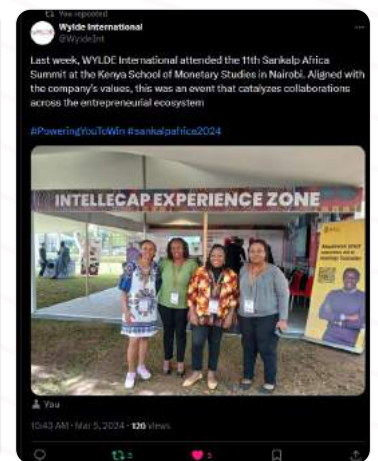 You reposted
Wylde International
@WyldeInt
Last week, WYLDE International attended the 11th Sankalp Africa
Summit at the Kenya School of Monetary Studies in Nairobi. Aligned with
the company's values, this was an event that catalyzes collaborations
across the entrepreneurial ecosystem
#PoweringYouToWin #sankalpafrica2024
INTELLECAP EXPERIENCE ZONE
You
10:43 AM · Mar 5, 2024 · 120 Views
3
3